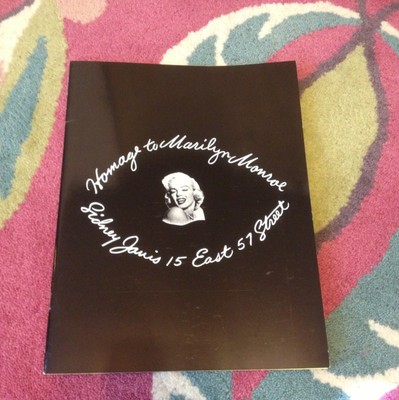 Homage to Marilyn Monroe
Sidney Janis 15 East 57 Street